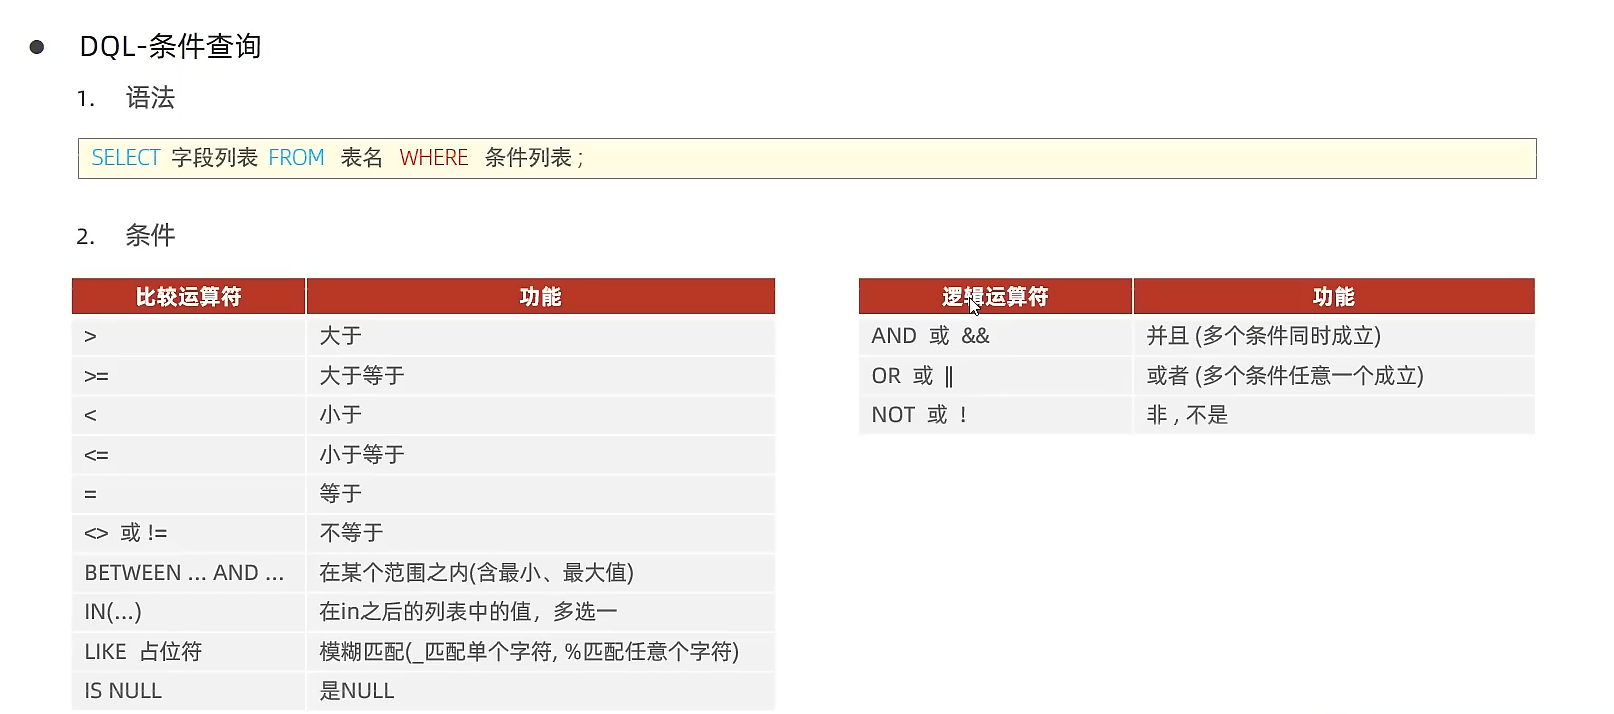 DQL-条件查询
1. 语法
SELECT 字段列表 FROM 表名 WHERE 条件列表 ;
2. 条件
比较运算符 功能
> 大于
>= 大于等于
< 小于
<= 小于等于
= 等于
<> 或 != 不等于
BETWEEN ... AND ... 在某个范围之内(含最小、最大值)
IN(...) 在in之后的列表中的值，多选一
LIKE 占位符 模糊匹配(_匹配单个字符, %匹配任意个字符)
IS NULL 是NULL
逻辑运算符 功能
AND 或 && 并且 (多个条件同时成立)
OR 或 || 或者 (多个条件任意一个成立)
NOT 或 ! 非 , 不是